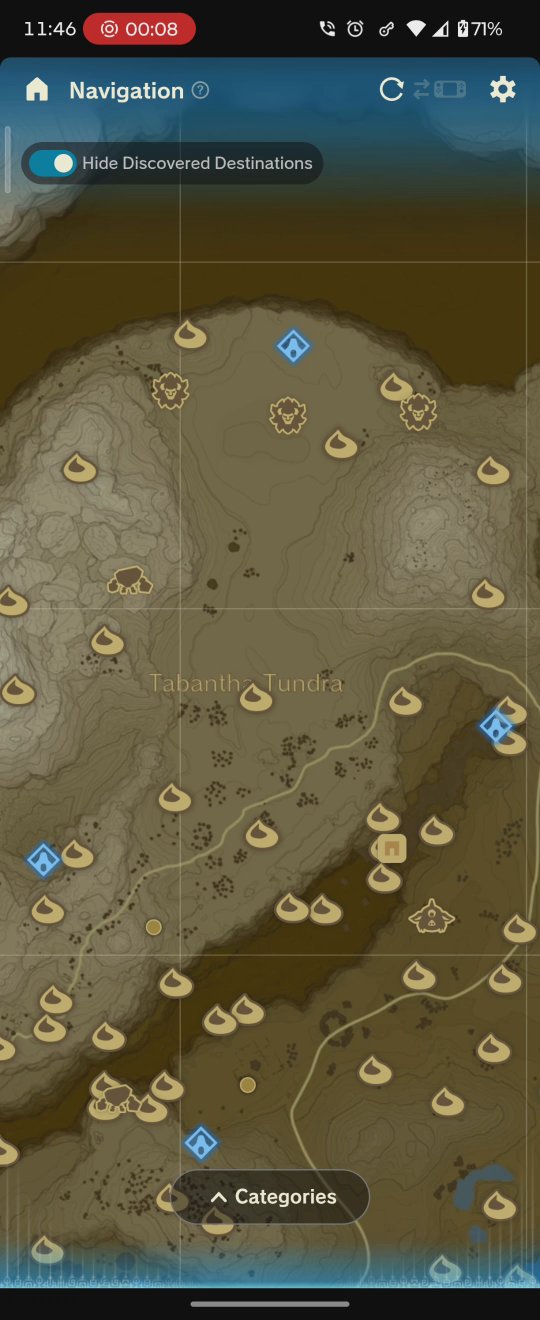 11:46
00:08
71%
Navigation
Hide Discovered Destinations
Tabantha Tundra
Categories